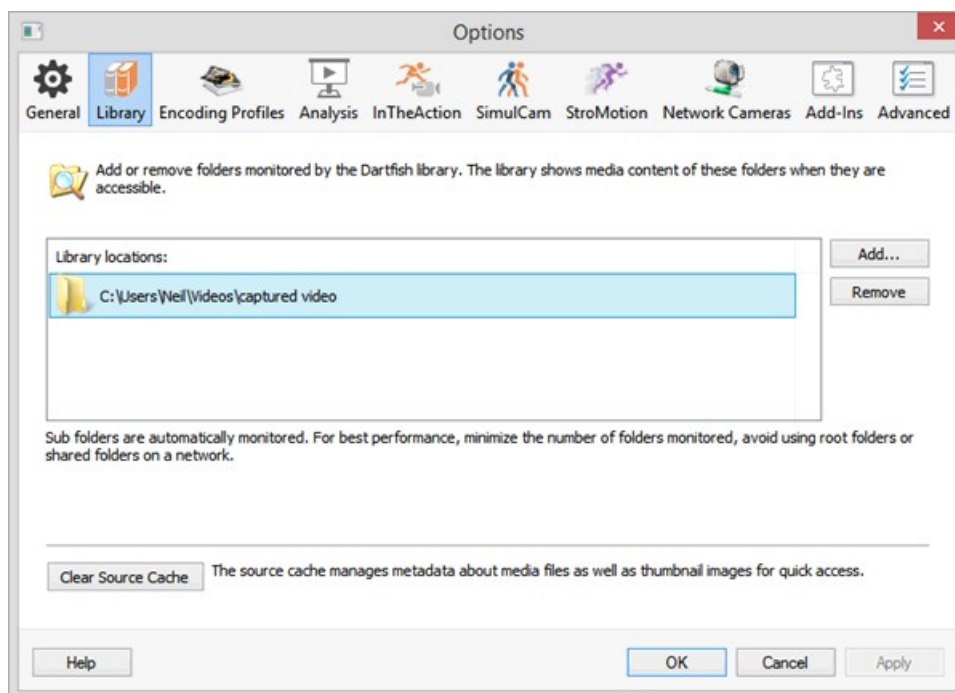 Options
General Library Encoding Profiles Analysis InTheAction SimulCam StroMotion Network Cameras Add-Ins Advanced
Add or remove folders monitored by the Dartfish library. The library shows media content of these folders when they are
accessible.
Library locations:
Add...
C:\Users\Neil\Videos\captured video
Remove
Sub folders are automatically monitored. For best performance, minimize the number of folders monitored, avoid using root folders or
shared folders on a network.
Clear Source Cache
The source cache manages metadata about media files as well as thumbnail images for quick access.
Help
OK
Cancel
Apply